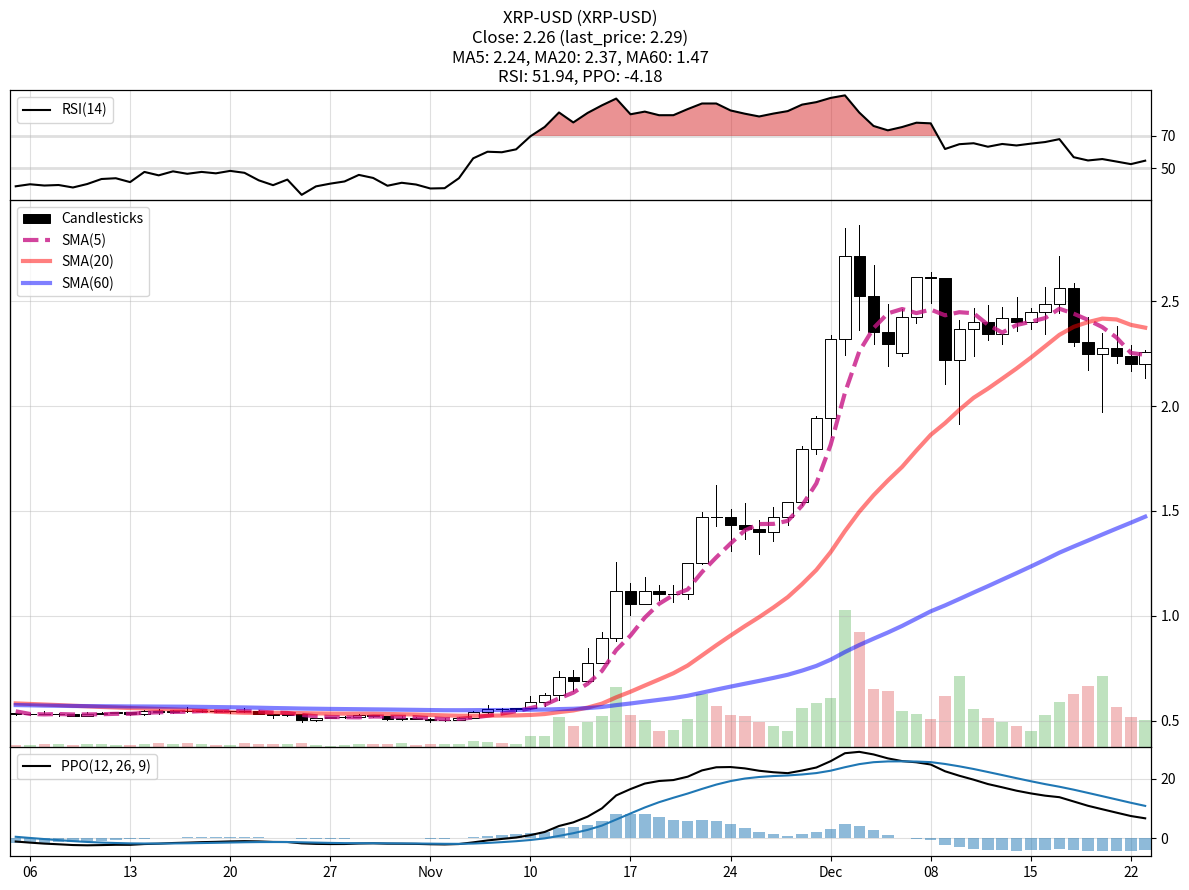 XRP-USD (XRP-USD)
Close: 2.26 (last_price: 2.29)
MA5: 2.24, MA20: 2.37, MA60: 1.47
RSI: 51.94, PPO: -4.18
RSI(14)
70
50
Candlesticks
SMA(5)
SMA(20)
SMA(60)
2.5
2.0
1.5
1.0
0.5
PPO(12, 26, 9)
20
0
06 13 20 27 Nov 10 17 24 Dec 08 15 22